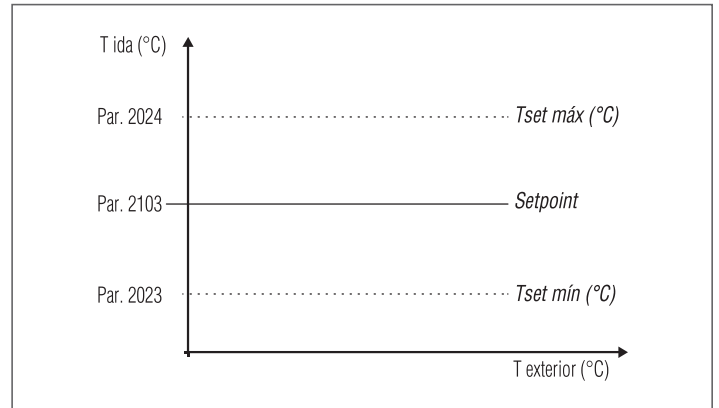 T ida (°C)
Par. 2024
Tset máx (°C)
Par. 2103
Setpoint
Par. 2023
Tset mín (°C)
T exterior (°C)